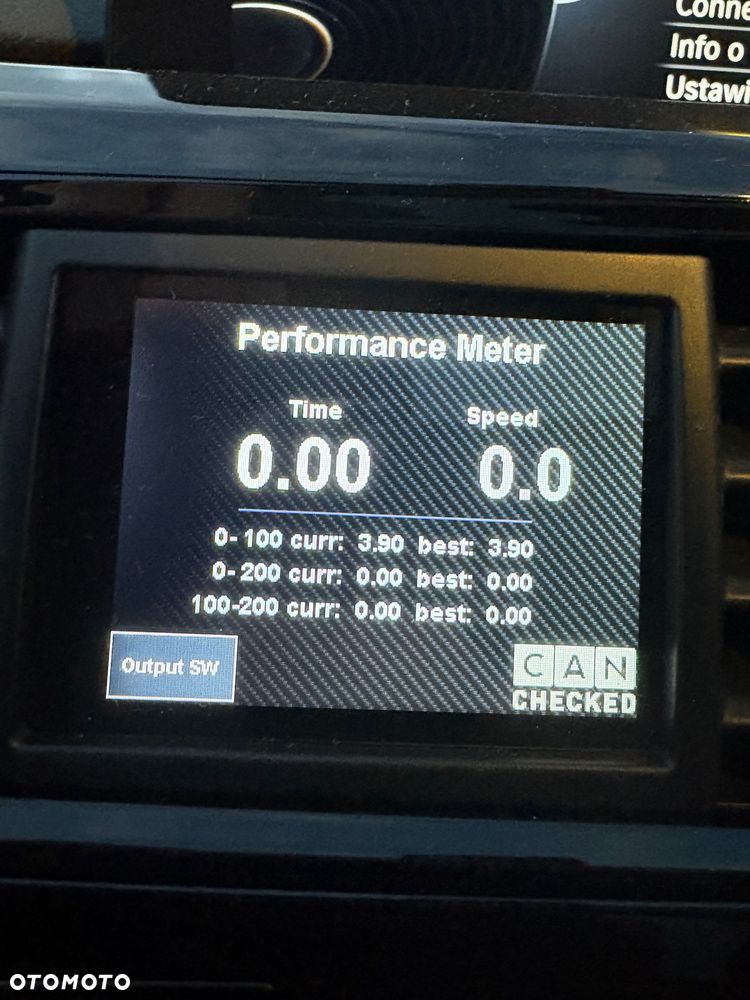 Conne
Info o
Ustawi
Performance Meter
Time Speed
0.00 0.0
0-100 curr: 3.90 best: 3.90
0-200 curr: 0.00 best: 0.00
100-200 curr: 0.00 best: 0.00
Output SW
CAN
CHECKED
OTOMOTO